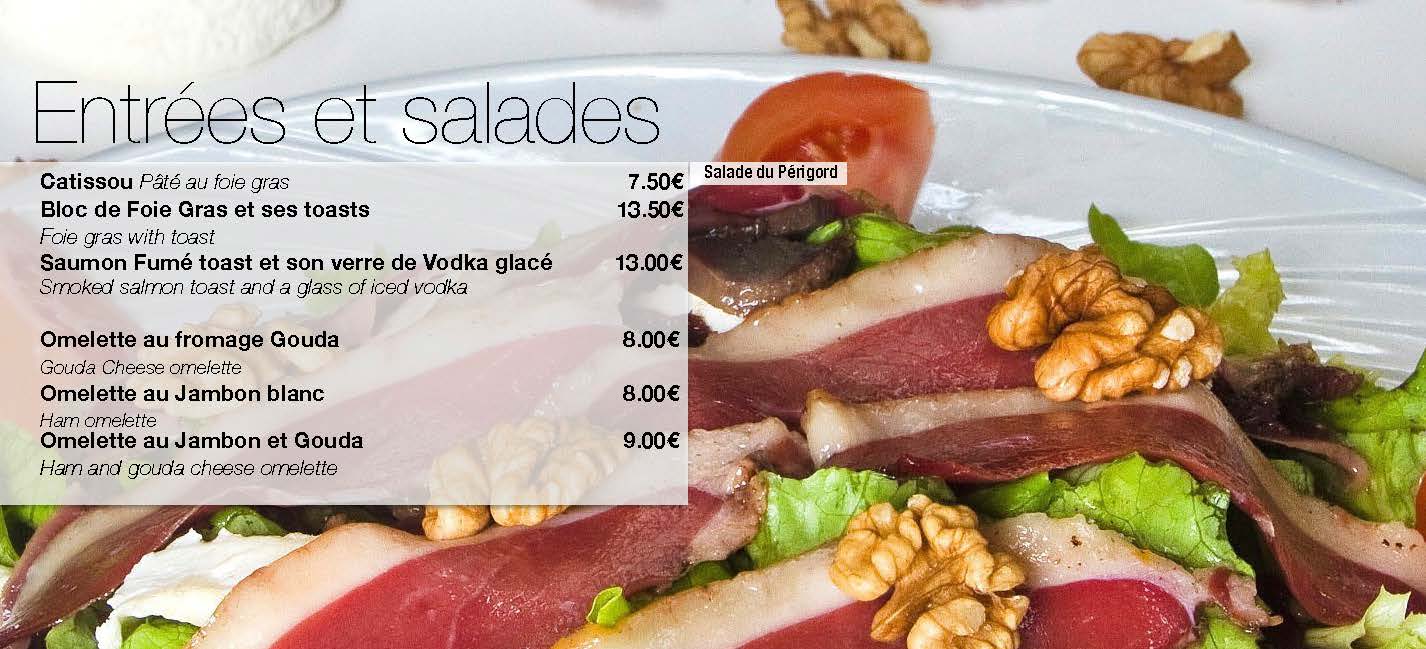 Entrées et salades
Catissou Pâté au foie gras 7.50€
Salade du Périgord
Bloc de Foie Gras et ses toasts 13.50€
Foie gras with toast
Saumon Fumé toast et son verre de Vodka glacé 13.00€
Smoked salmon toast and a glass of iced vodka
Omelette au fromage Gouda 8.00€
Gouda Cheese omelette
Omelette au Jambon blanc 8.00€
Ham omelette
Omelette au Jambon et Gouda 9.00€
Ham and gouda cheese omelette